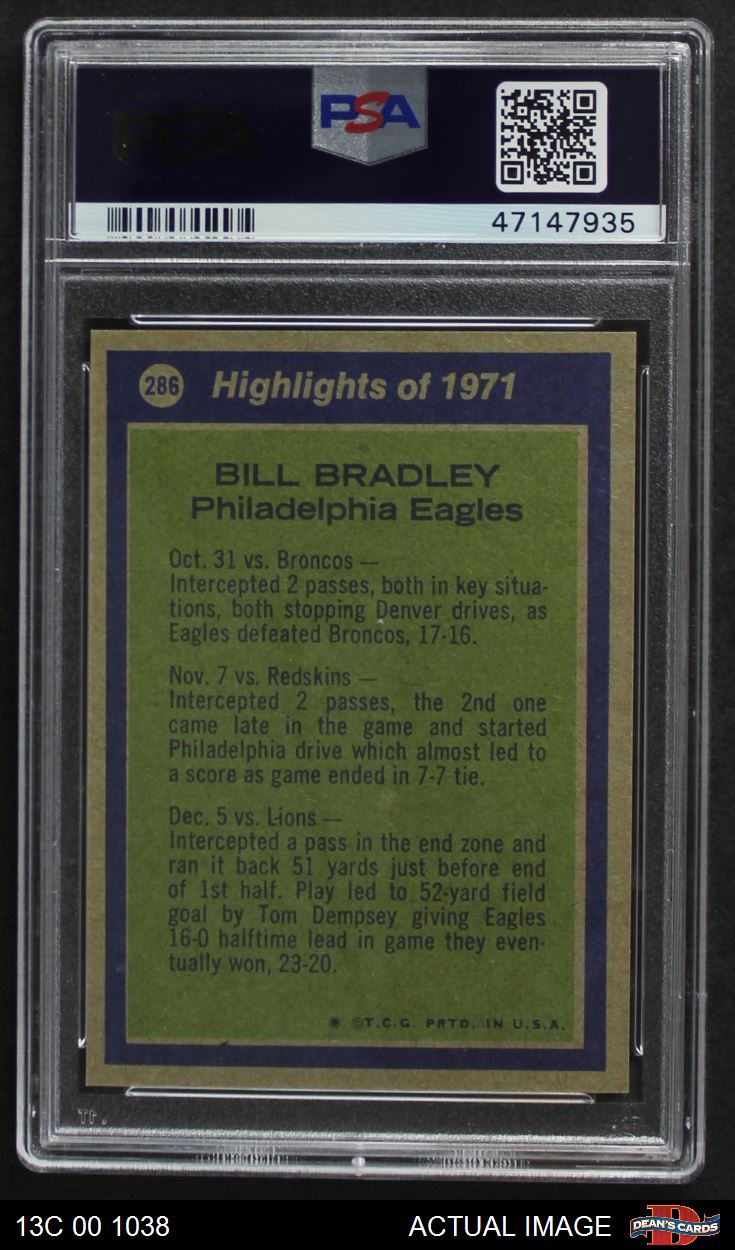 PSA
47147935
286 Highlights of 1971
BILL BRADLEY
Philadelphia Eagles
Oct. 31 vs. Broncos —
Intercepted 2 passes, both in key situa-
tions, both stopping Denver drives, as
Eagles defeated Broncos, 17-16.
Nov. 7 vs. Redskins —
Intercepted 2 passes, the 2nd one
came late in the game and started
Philadelphia drive which almost led to
a score as game ended in 7-7 tie.
Dec. 5 vs. Lions —
Intercepted a pass in the end zone and
ran it back 51 yards just before end
of 1st half. Play led to 52-yard field
goal by Tom Dempsey giving Eagles
16-0 halftime lead in game they even-
tually won, 23-20.
* ©T.C.G. PRTD. IN U.S.A.
13C 00 1038
ACTUAL IMAGE
DEAN'S CARDS